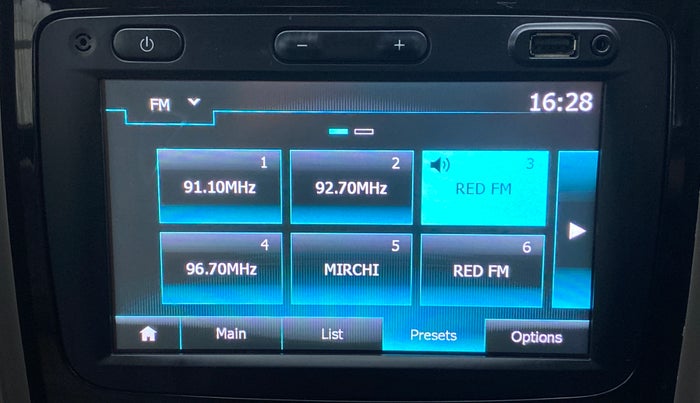 − +
FM 16:28
1 2 3
91.10MHz 92.70MHz RED FM
4 5 6
96.70MHz MIRCHI RED FM
Main List Presets Options